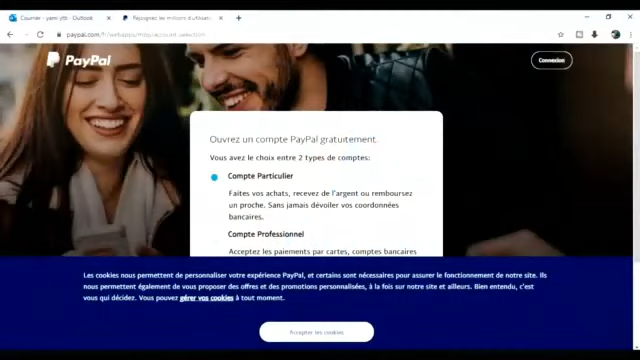 Courrier - yami ytb - Outlook
Rejoignez les millions d'utilisat
paypal.com/fr/webapps/mpp/account-selection
PayPal
Connexion
Ouvrez un compte PayPal gratuitement.
Vous avez le choix entre 2 types de comptes:
Compte Particulier
Faites vos achats, recevez de l'argent ou remboursez
un proche. Sans jamais dévoiler vos coordonnées
bancaires.
Compte Professionnel
Acceptez les paiements par cartes, comptes bancaires
Les cookies nous permettent de personnaliser votre expérience PayPal, et certains sont nécessaires pour assurer le fonctionnement de notre site. Ils
nous permettent également de vous proposer des offres et des promotions personnalisées, à la fois sur notre site et ailleurs. Bien entendu, c'est
vous qui décidez. Vous pouvez gérer vos cookies à tout moment.
Accepter les cookies